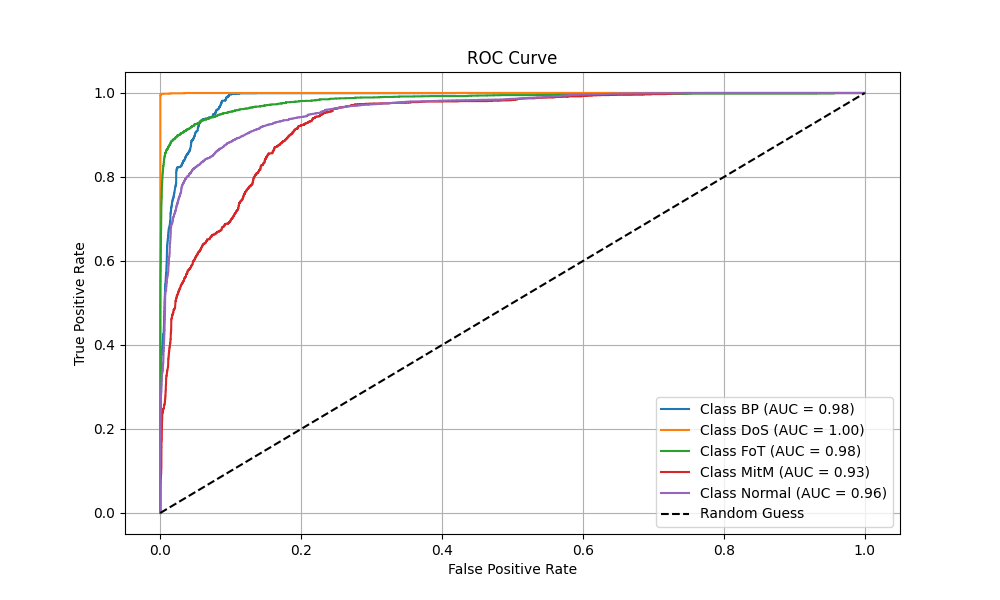 ROC Curve
True Positive Rate
1.0
0.8
0.6
0.4
0.2
0.0
0.0 0.2 0.4 0.6 0.8 1.0
False Positive Rate
Class BP (AUC = 0.98)
Class DoS (AUC = 1.00)
Class FoT (AUC = 0.98)
Class MitM (AUC = 0.93)
Class Normal (AUC = 0.96)
Random Guess